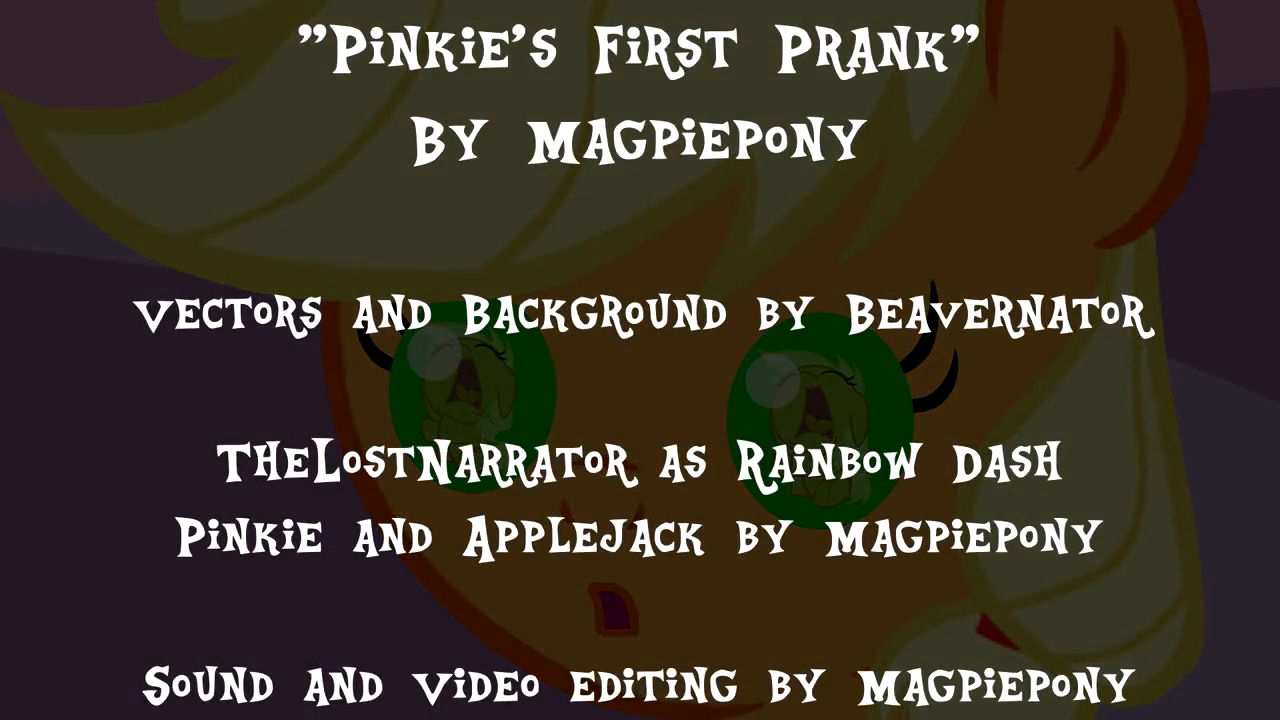 "Pinkie's First Prank"
By Magpiepony
Vectors and Background by Beavernator
TheLostNarrator as Rainbow Dash
Pinkie and Applejack by Magpiepony
Sound and Video editing by Magpiepony